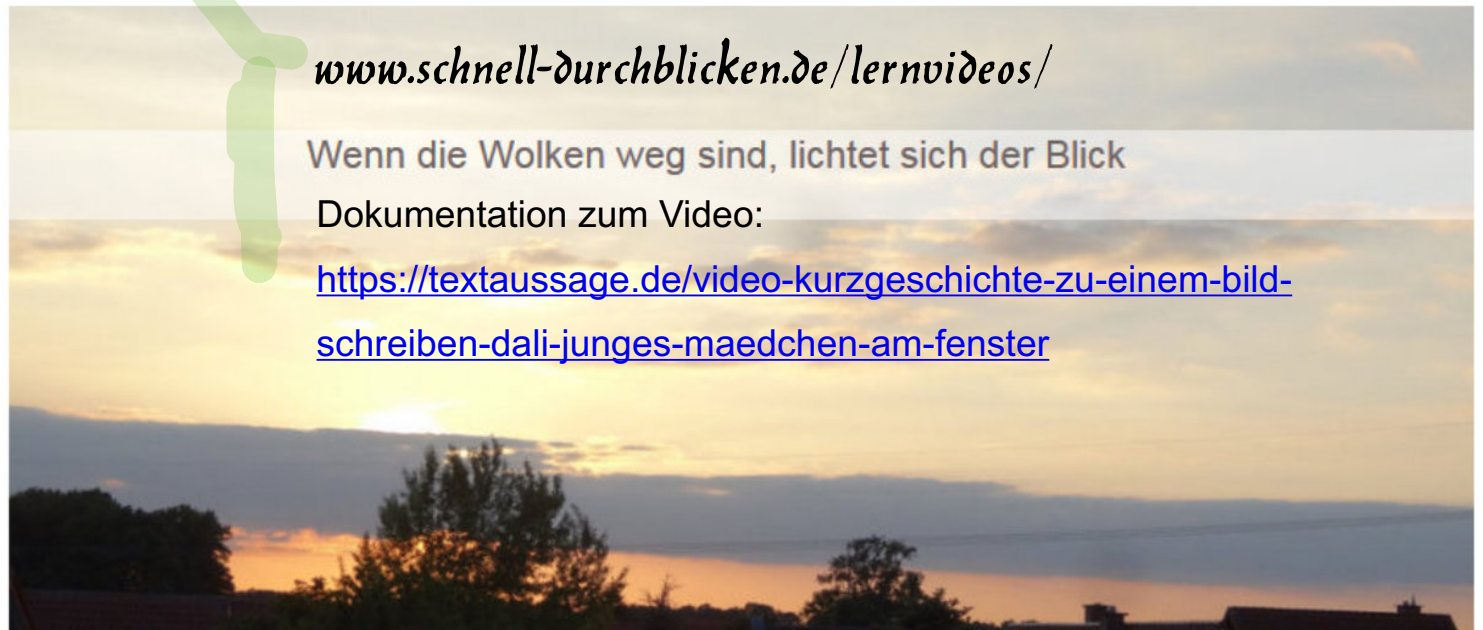 www.schnell-durchblicken.de/lernvideos/
Wenn die Wolken weg sind, lichtet sich der Blick
Dokumentation zum Video:
https://textaussage.de/video-kurzgeschichte-zu-einem-bild-
schreiben-dali-junges-maedchen-am-fenster